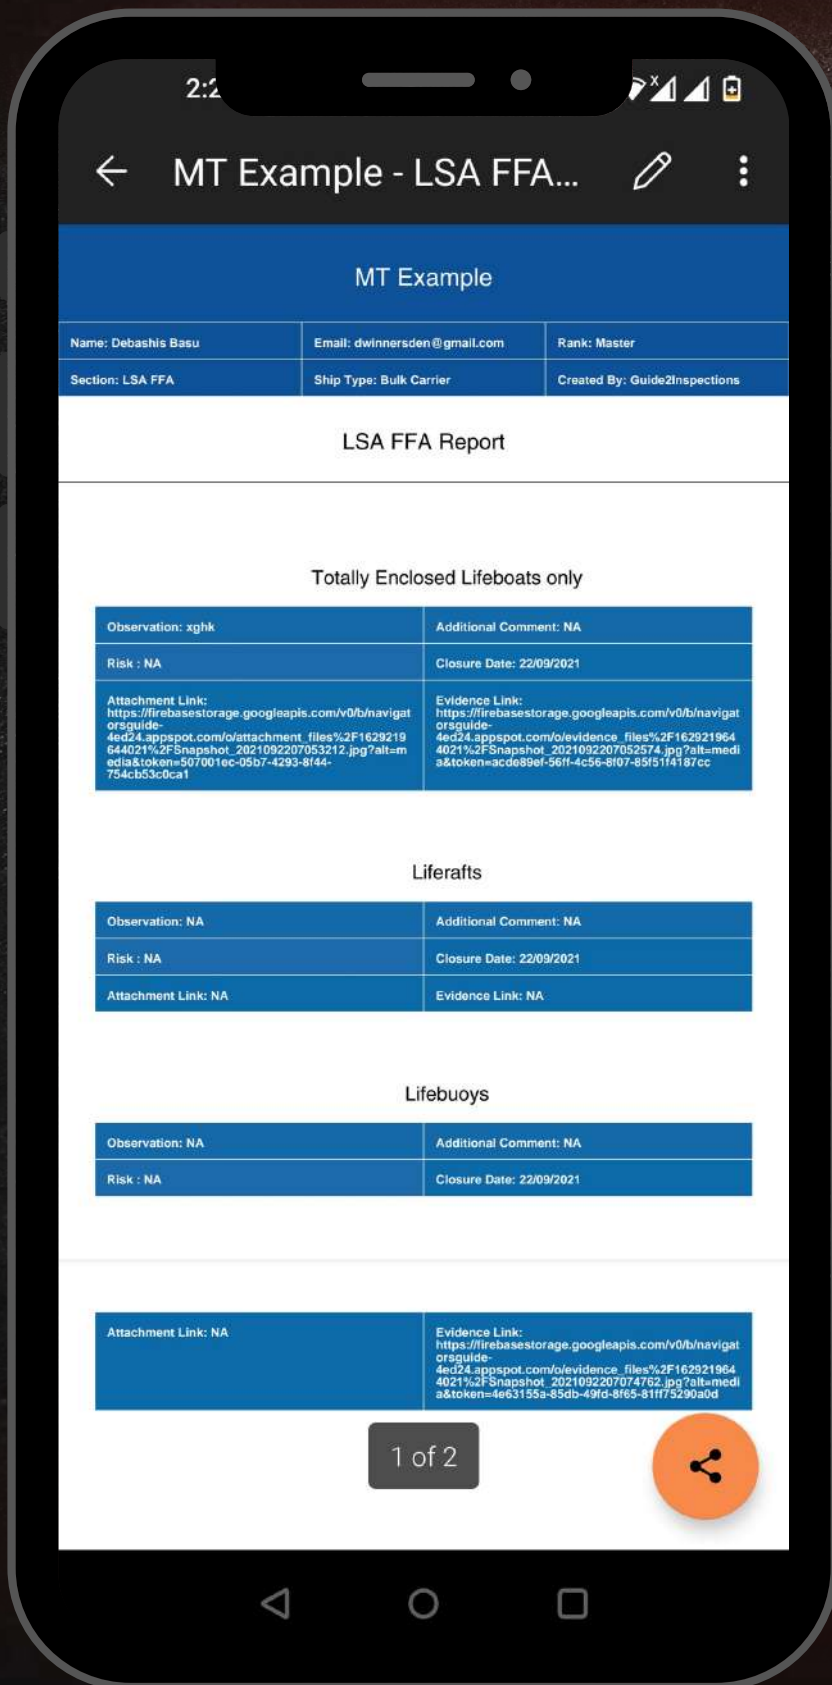 2:2
MT Example - LSA FFA...
MT Example
Name: Debashis Basu
Email: dwinnersden@gmail.com
Rank: Master
Section: LSA FFA
Ship Type: Bulk Carrier
Created By: Guide2Inspections
LSA FFA Report
Totally Enclosed Lifeboats only
Observation: xghk
Additional Comment: NA
Risk : NA
Closure Date: 22/09/2021
Attachment Link:
https://firebasestorage.googleapis.com/v0/b/navigat
orsguide-
4ed24.appspot.com/o/attachment_files%2F1629219
644021%2FSnapshot_2021092207053212.jpg?alt=m
edia&token=507001ec-05b7-4293-8f44-
754cb53c0ca1
Evidence Link:
https://firebasestorage.googleapis.com/v0/b/navigat
orsguide-
4ed24.appspot.com/o/evidence_files%2F162921964
4021%2FSnapshot_2021092207052574.jpg?alt=medi
a&token=acde89ef-56ff-4c56-8f07-85f51f4187cc
Liferafts
Observation: NA
Additional Comment: NA
Risk : NA
Closure Date: 22/09/2021
Attachment Link: NA
Evidence Link: NA
Lifebuoys
Observation: NA
Additional Comment: NA
Risk : NA
Closure Date: 22/09/2021
Attachment Link: NA
Evidence Link:
https://firebasestorage.googleapis.com/v0/b/navigat
orsguide-
4ed24.appspot.com/o/evidence_files%2F162921964
4021%2FSnapshot_2021092207074762.jpg?alt=medi
a&token=4e63155a-85db-49fd-8f65-81ff75290a0d
1 of 2